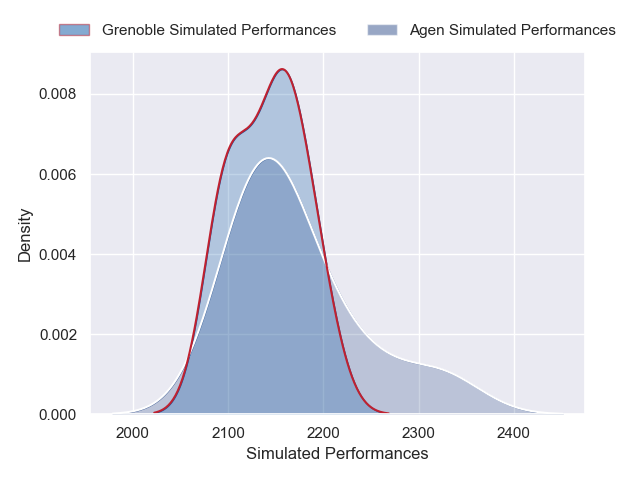 Grenoble Simulated Performances Agen Simulated Performances
0.008
0.006
0.004
0.002
0.000
Density
2000 2100 2200 2300 2400
Simulated Performances